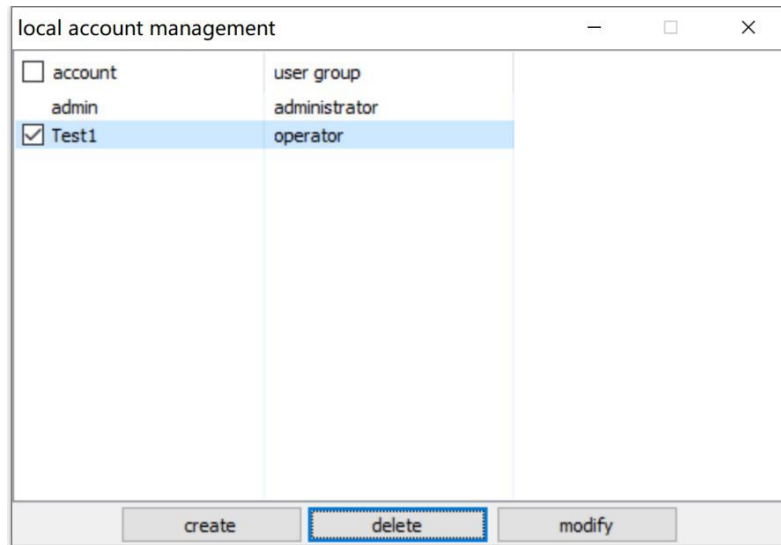 local account management
account user group
admin administrator
Test1 operator
create delete modify